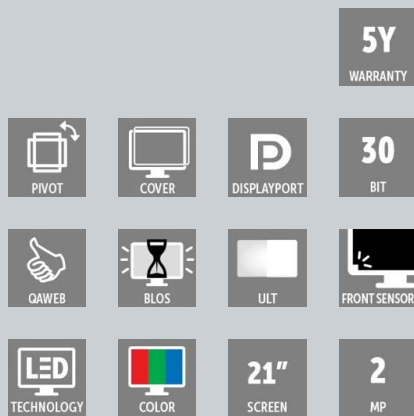 5Y
WARRANTY
PIVOT
COVER
DISPLAYPORT
30
BIT
QAWEB
BLOS
ULT
FRONT SENSOR
LED
TECHNOLOGY
COLOR
21"
SCREEN
2
MP